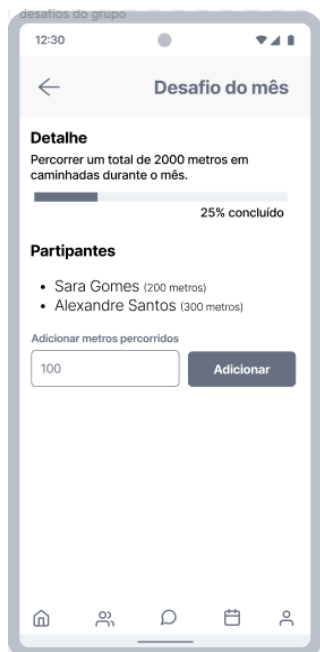 desafios do grupo
12:30
Desafio do mês
Detalhe
Percorrer um total de 2000 metros em
caminhadas durante o mês.
25% concluído
Partipantes
• Sara Gomes (200 metros)
• Alexandre Santos (300 metros)
Adicionar metros percorridos
100 Adicionar